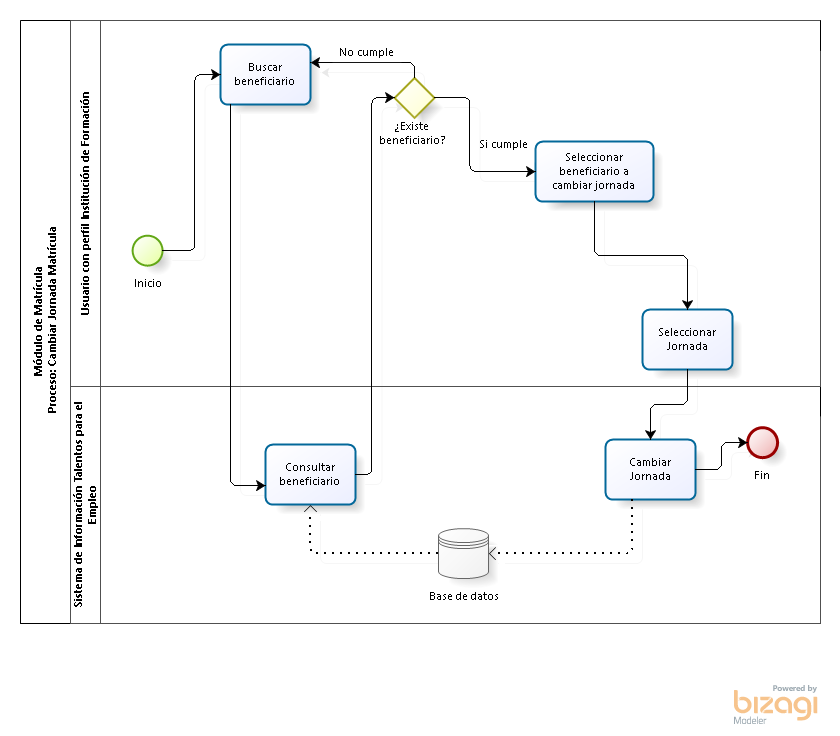 Módulo de Matrícula
Proceso: Cambiar Jornada Matrícula
Usuario con perfil Institución de Formación
Inicio
Buscar
beneficiario
No cumple
¿Existe
beneficiario?
Si cumple
Seleccionar
beneficiario a
cambiar jornada
Seleccionar
Jornada
Sistema de Información Talentos para el
Empleo
Consultar
beneficiario
Cambiar
Jornada
Fin
Base de datos
Powered by
bizagi
Modeler